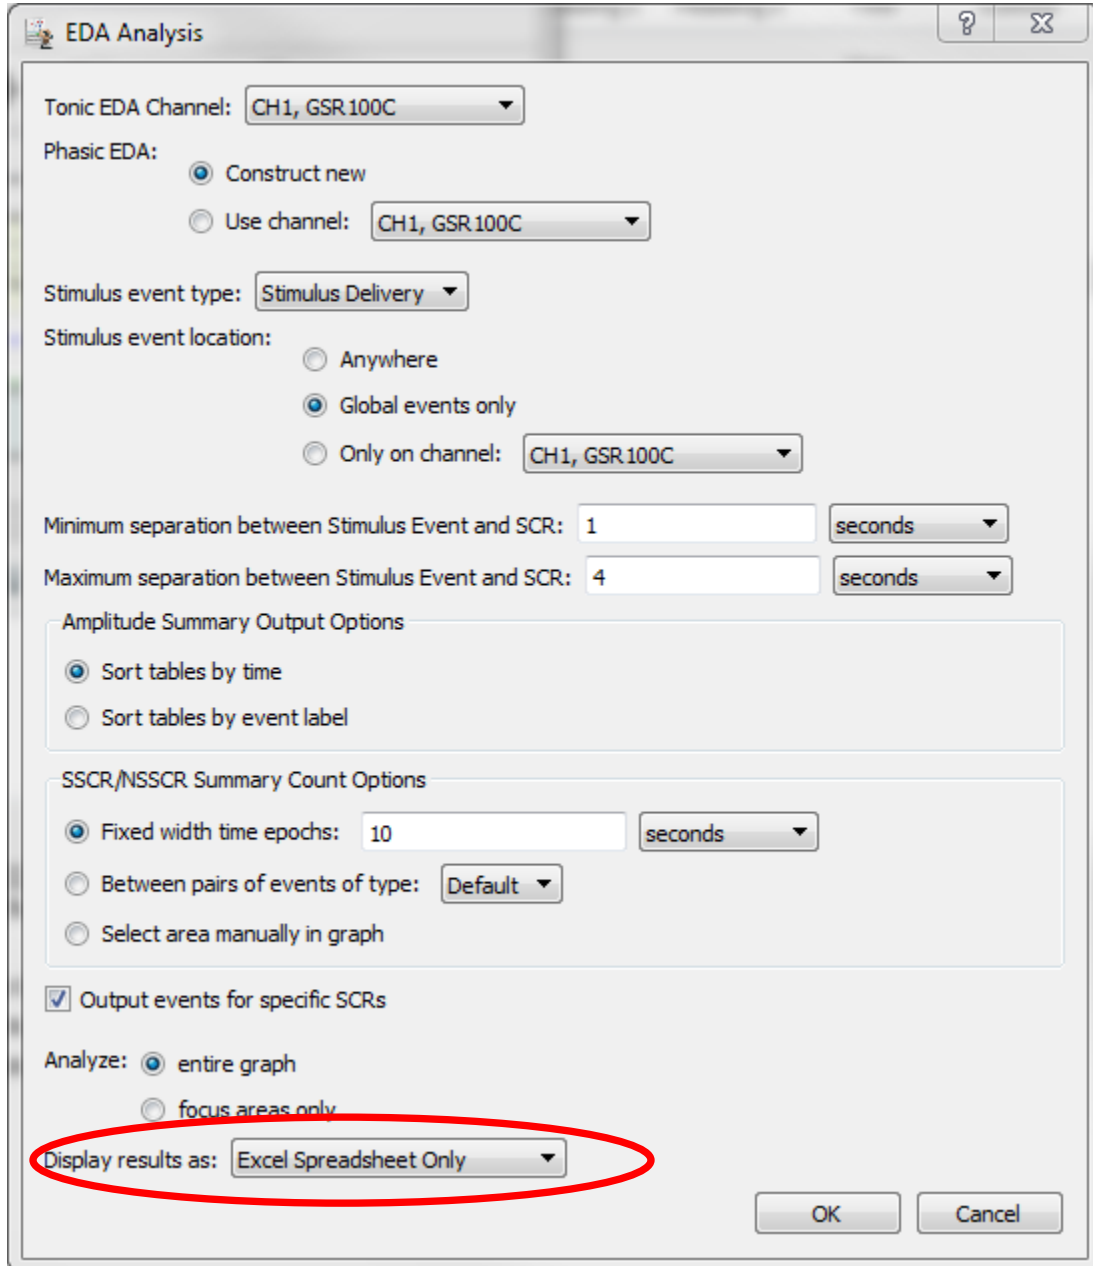 EDA Analysis
Tonic EDA Channel: CH1, GSR100C
Phasic EDA:
Construct new
Use channel: CH1, GSR100C
Stimulus event type: Stimulus Delivery
Stimulus event location:
Anywhere
Global events only
Only on channel: CH1, GSR100C
Minimum separation between Stimulus Event and SCR: 1 seconds
Maximum separation between Stimulus Event and SCR: 4 seconds
Amplitude Summary Output Options
Sort tables by time
Sort tables by event label
SSCR/NSSCR Summary Count Options
Fixed width time epochs: 10 seconds
Between pairs of events of type: Default
Select area manually in graph
Output events for specific SCRs
Analyze: entire graph
focus areas only
Display results as: Excel Spreadsheet Only
OK Cancel